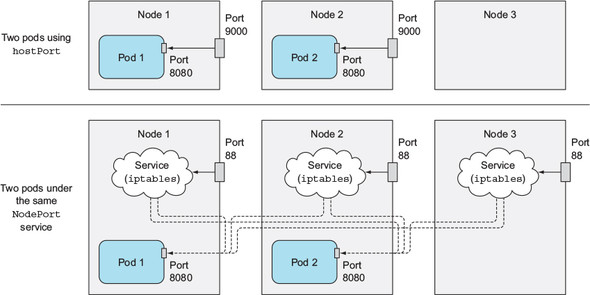 Node 1
Port
9000
Node 2
Port
9000
Node 3
Two pods using
hostPort
Pod 1
Port
8080
Pod 2
Port
8080
Node 1
Port
88
Node 2
Port
88
Node 3
Port
88
Service
(iptables)
Service
(iptables)
Service
(iptables)
Two pods under
the same
NodePort
service
Pod 1
Port
8080
Pod 2
Port
8080